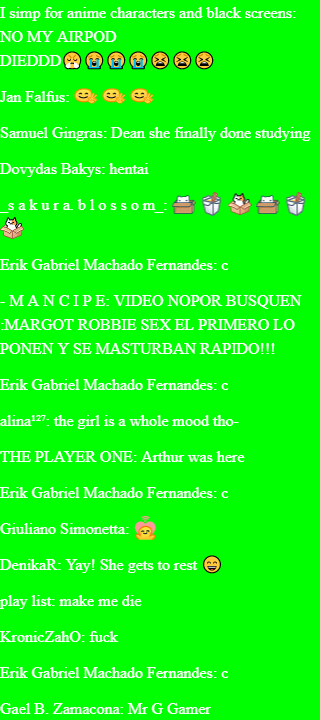 I simp for anime characters and black screens:
NO MY AIRPOD
DIEDDD😤😭😭😭😫😫😫
Jan Falfus:
Samuel Gingras: Dean she finally done studying
Dovydas Bakys: hentai
_s a k u r a. b l o s s o m_:
Erik Gabriel Machado Fernandes: c
- M A N C I P E: VIDEO NOPOR BUSQUEN
:MARGOT ROBBIE SEX EL PRIMERO LO
PONEN Y SE MASTURBAN RAPIDO!!!
Erik Gabriel Machado Fernandes: c
alina¹²⁷: the girl is a whole mood tho-
THE PLAYER ONE: Arthur was here
Erik Gabriel Machado Fernandes: c
Giuliano Simonetta:
DenikaR: Yay! She gets to rest 😄
play list: make me die
KronicZahO: fuck
Erik Gabriel Machado Fernandes: c
Gael B. Zamacona: Mr G Gamer